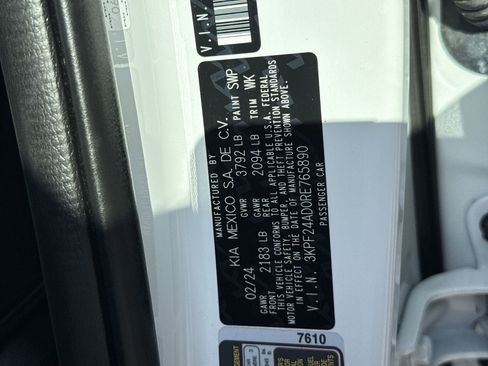 V.I.N.
MANUFACTURED BY
KIA MEXICO S.A. DE C.V.
02/24 GVWR 3792 LB PAINT SWP
GAWR FRONT 2183 LB GAWR REAR 2094 LB TRIM WK
THIS VEHICLE CONFORMS TO ALL APPLICABLE U.S.A. FEDERAL
MOTOR VEHICLE SAFETY, BUMPER, AND THEFT PREVENTION STANDARDS
IN EFFECT ON THE DATE OF MANUFACTURE SHOWN ABOVE.
V.I.N. 3KPF24AD0RE765890
PASSENGER CAR
7610